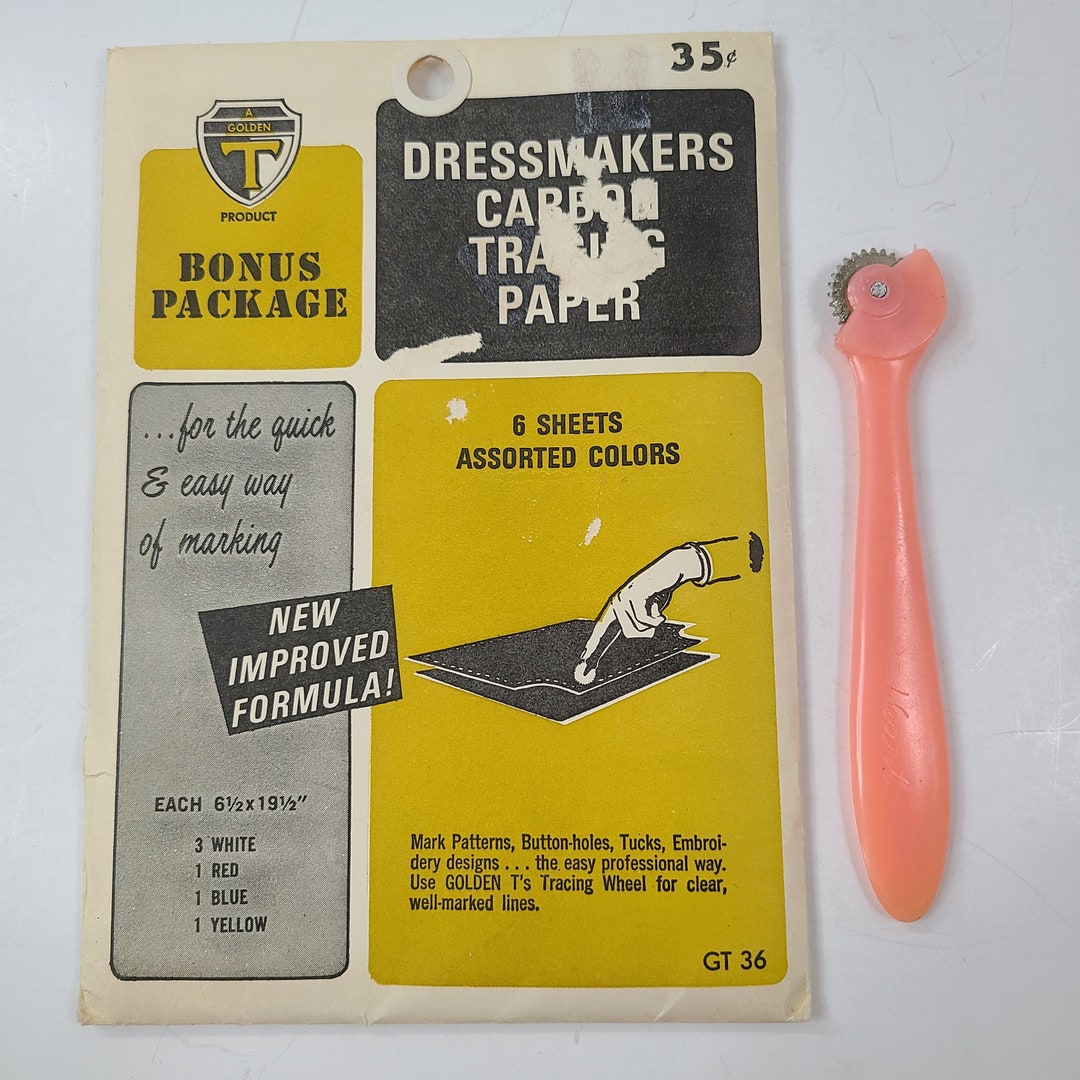 35¢
A
GOLDEN
T
PRODUCT
BONUS
PACKAGE
DRESSMAKERS
CARBON
TRACING
PAPER
...for the quick
& easy way
of marking
NEW
IMPROVED
FORMULA!
EACH 6½x19½"
3 WHITE
1 RED
1 BLUE
1 YELLOW
6 SHEETS
ASSORTED COLORS
Mark Patterns, Button-holes, Tucks, Embroi-
dery designs . . . the easy professional way.
Use GOLDEN T's Tracing Wheel for clear,
well-marked lines.
GT 36